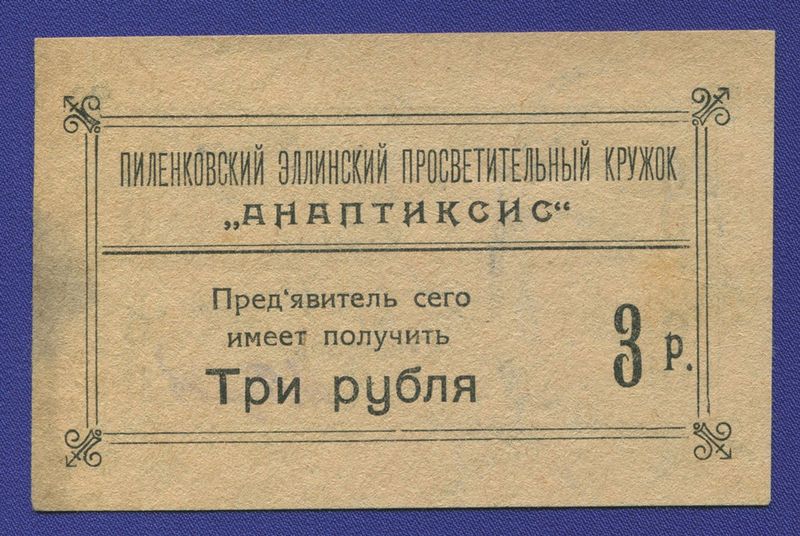 ПИЛЕНКОВСКИЙ ЭЛЛИНСКИЙ ПРОСВЕТИТЕЛЬНЫЙ КРУЖОК
„АНАПТИКСИС“
Пред‘явитель сего
имеет получить
Три рубля
3 р.